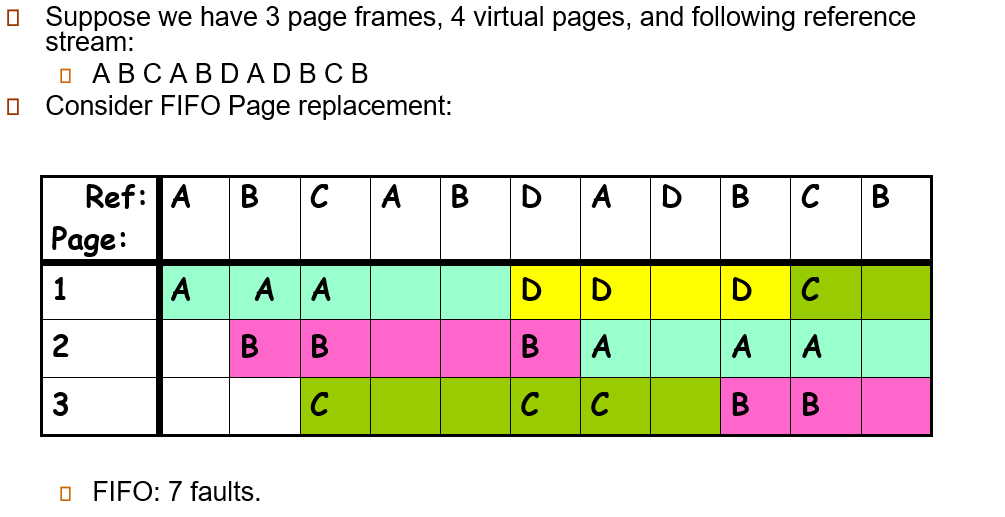 Suppose we have 3 page frames, 4 virtual pages, and following reference
stream:
A B C A B D A D B C B
Consider FIFO Page replacement:
Ref: A B C A B D A D B C B
Page:
1 A A A D D D C
2 B B B A A A
3 C C C B B
FIFO: 7 faults.